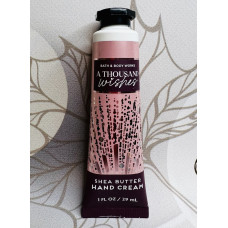 BATH & BODY WORKS
A THOUSAND
Wishes
SHEA BUTTER
HAND CREAM
1 FL OZ / 29 mL